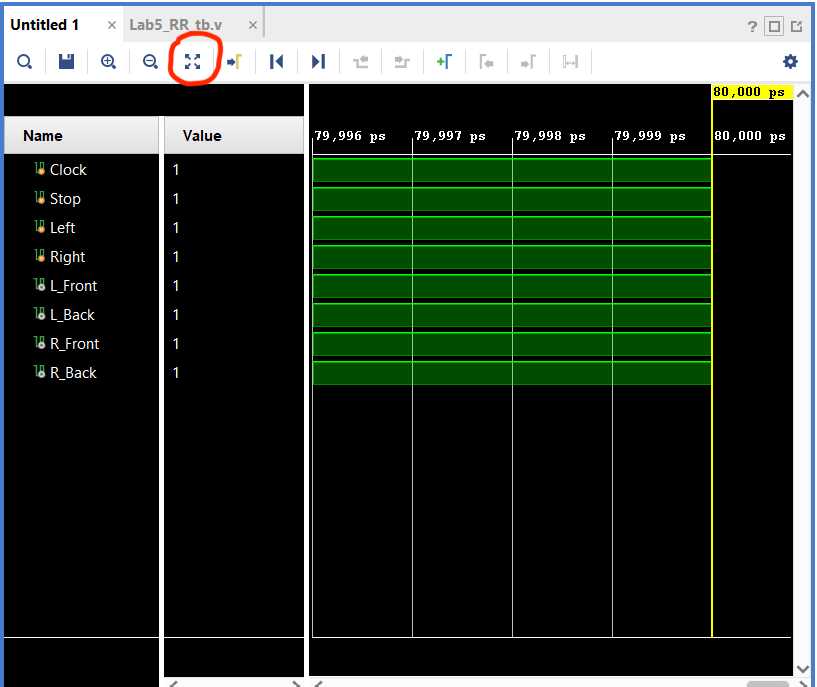 Untitled 1 × Lab5_RR_tb.v ×
?
80,000 ps
Name Value
79,996 ps 79,997 ps 79,998 ps 79,999 ps 80,000 ps
Clock 1
Stop 1
Left 1
Right 1
L_Front 1
L_Back 1
R_Front 1
R_Back 1